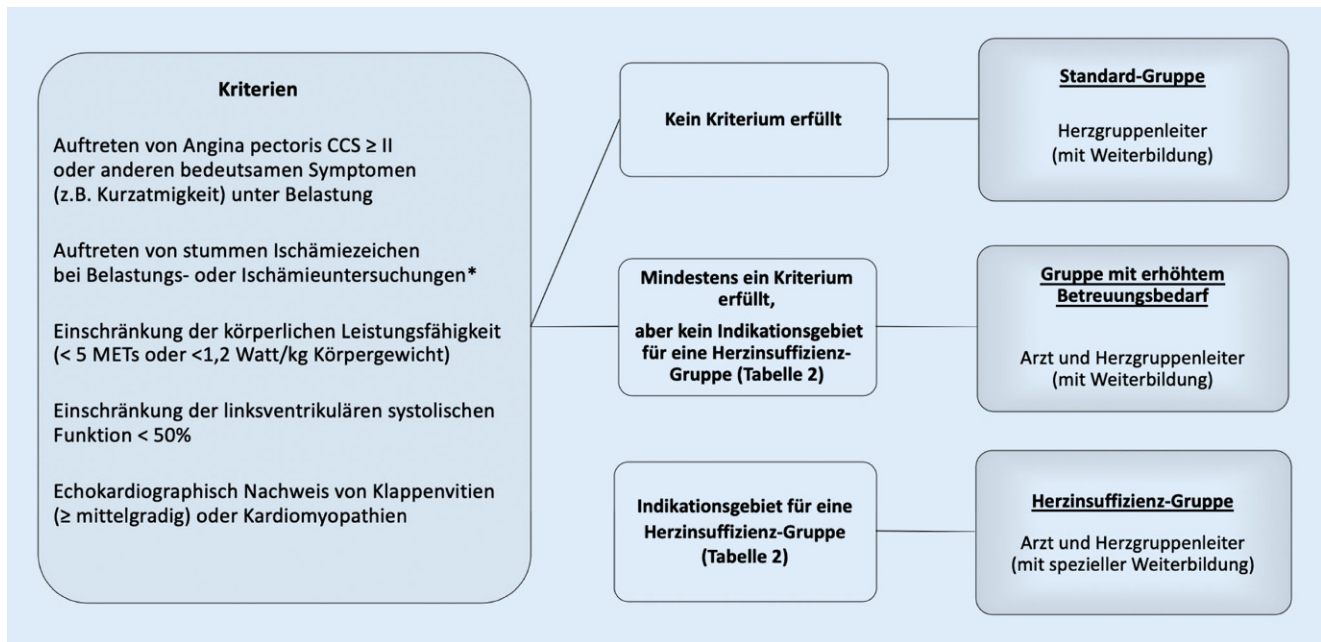 Kriterien
Auftreten von Angina pectoris CCS ≥ II
oder anderen bedeutsamen Symptomen
(z.B. Kurzatmigkeit) unter Belastung
Auftreten von stummen Ischämiezeichen
bei Belastungs- oder Ischämieuntersuchungen*
Einschränkung der körperlichen Leistungsfähigkeit
(< 5 METs oder <1,2 Watt/kg Körpergewicht)
Einschränkung der linksventrikulären systolischen
Funktion < 50%
Echokardiographisch Nachweis von Klappenvitien
(≥ mittelgradig) oder Kardiomyopathien
Kein Kriterium erfüllt
Standard-Gruppe
Herzgruppenleiter
(mit Weiterbildung)
Mindestens ein Kriterium
erfüllt,
aber kein Indikationsgebiet
für eine Herzinsuffizienz-
Gruppe (Tabelle 2)
Gruppe mit erhöhtem
Betreuungsbedarf
Arzt und Herzgruppenleiter
(mit Weiterbildung)
Indikationsgebiet für eine
Herzinsuffizienz-Gruppe
(Tabelle 2)
Herzinsuffizienz-Gruppe
Arzt und Herzgruppenleiter
(mit spezieller Weiterbildung)